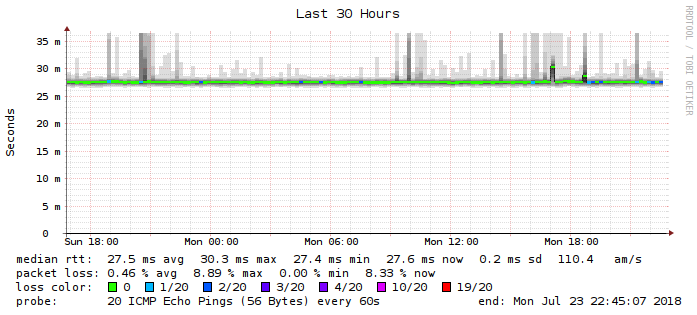 Last 30 Hours
RRDTOOL / TOBI OETIKER
Seconds
35 m
30 m
25 m
20 m
15 m
10 m
5 m
0
Sun 18:00 Mon 00:00 Mon 06:00 Mon 12:00 Mon 18:00
median rtt: 27.5 ms avg 30.3 ms max 27.4 ms min 27.6 ms now 0.2 ms sd 110.4 am/s
packet loss: 0.46 % avg 8.89 % max 0.00 % min 8.33 % now
loss color: 0 1/20 2/20 3/20 4/20 10/20 19/20
probe: 20 ICMP Echo Pings (56 Bytes) every 60s end: Mon Jul 23 22:45:07 2018